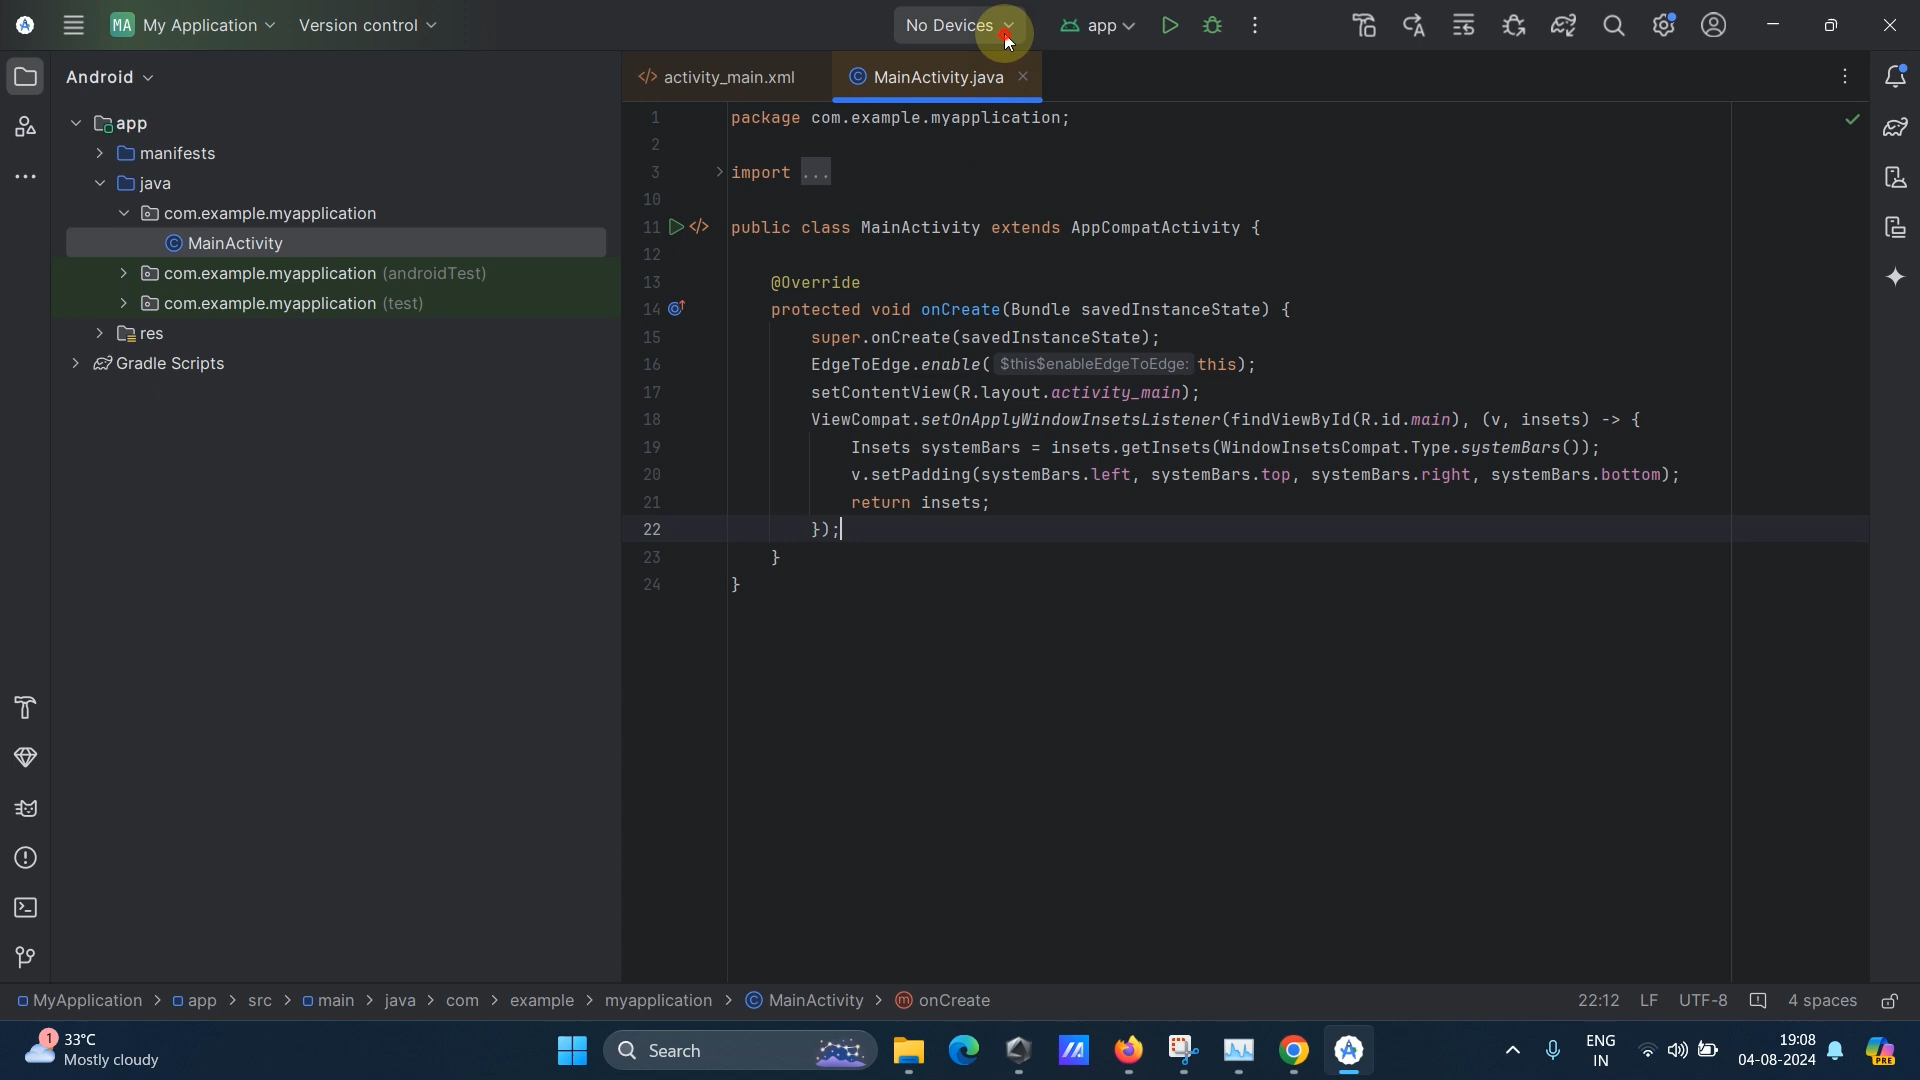 MA My Application Version control No Devices app
Android
activity_main.xml MainActivity.java
app
manifests
java
com.example.myapplication
MainActivity
com.example.myapplication (androidTest)
com.example.myapplication (test)
res
Gradle Scripts
1 package com.example.myapplication;
2
3 import ...
10
11 public class MainActivity extends AppCompatActivity {
12
13 @Override
14 protected void onCreate(Bundle savedInstanceState) {
15 super.onCreate(savedInstanceState);
16 EdgeToEdge.enable( $this$enableEdgeToEdge: this);
17 setContentView(R.layout.activity_main);
18 ViewCompat.setOnApplyWindowInsetsListener(findViewById(R.id.main), (v, insets) -> {
19 Insets systemBars = insets.getInsets(WindowInsetsCompat.Type.systemBars());
20 v.setPadding(systemBars.left, systemBars.top, systemBars.right, systemBars.bottom);
21 return insets;
22 });
23 }
24 }
MyApplication > app > src > main > java > com > example > myapplication > MainActivity > onCreate 22:12 LF UTF-8 4 spaces
1 33°C
Mostly cloudy
Search
ENG
IN
19:08
04-08-2024
PRE